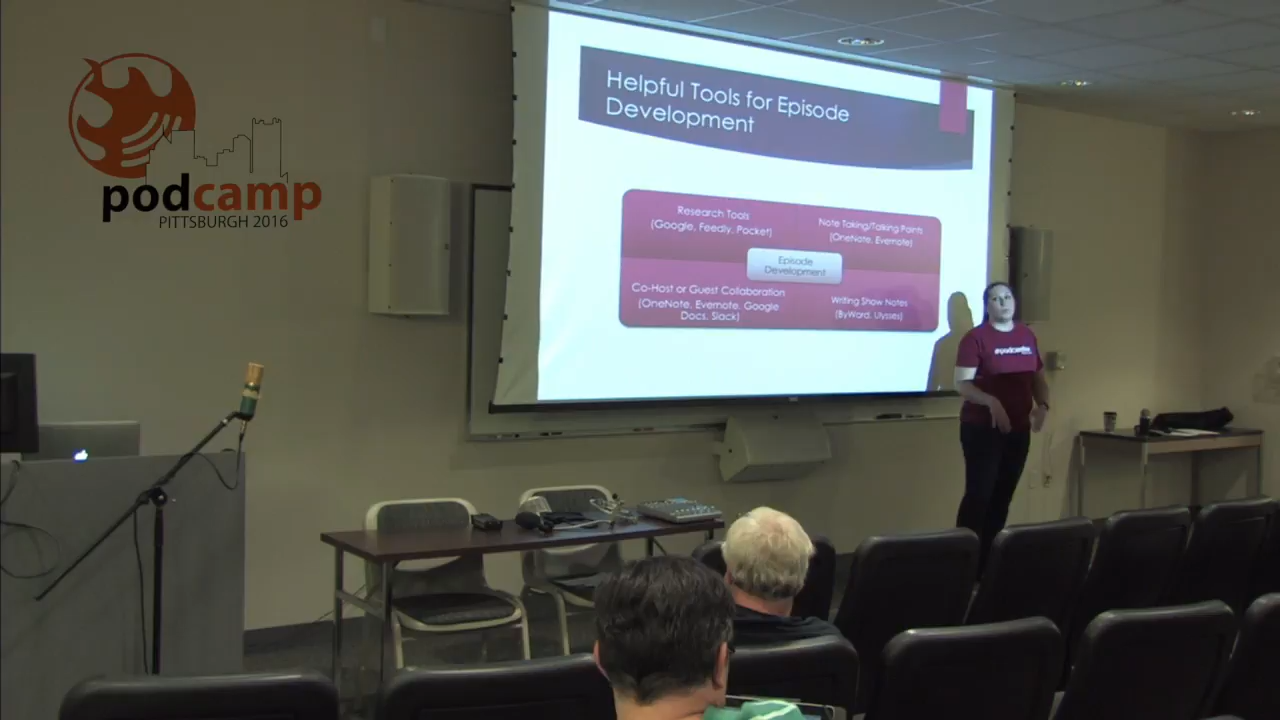 podcamp
PITTSBURGH 2016
Helpful Tools for Episode
Development
Research Tools
(Google, Feedly, Pocket)
Note Taking/Talking Points
(OneNote, Evernote)
Episode
Development
Co-Host or Guest Collaboration
(OneNote, Evernote, Google
Docs, Slack)
Writing Show Notes
(ByWord, Ulysses)